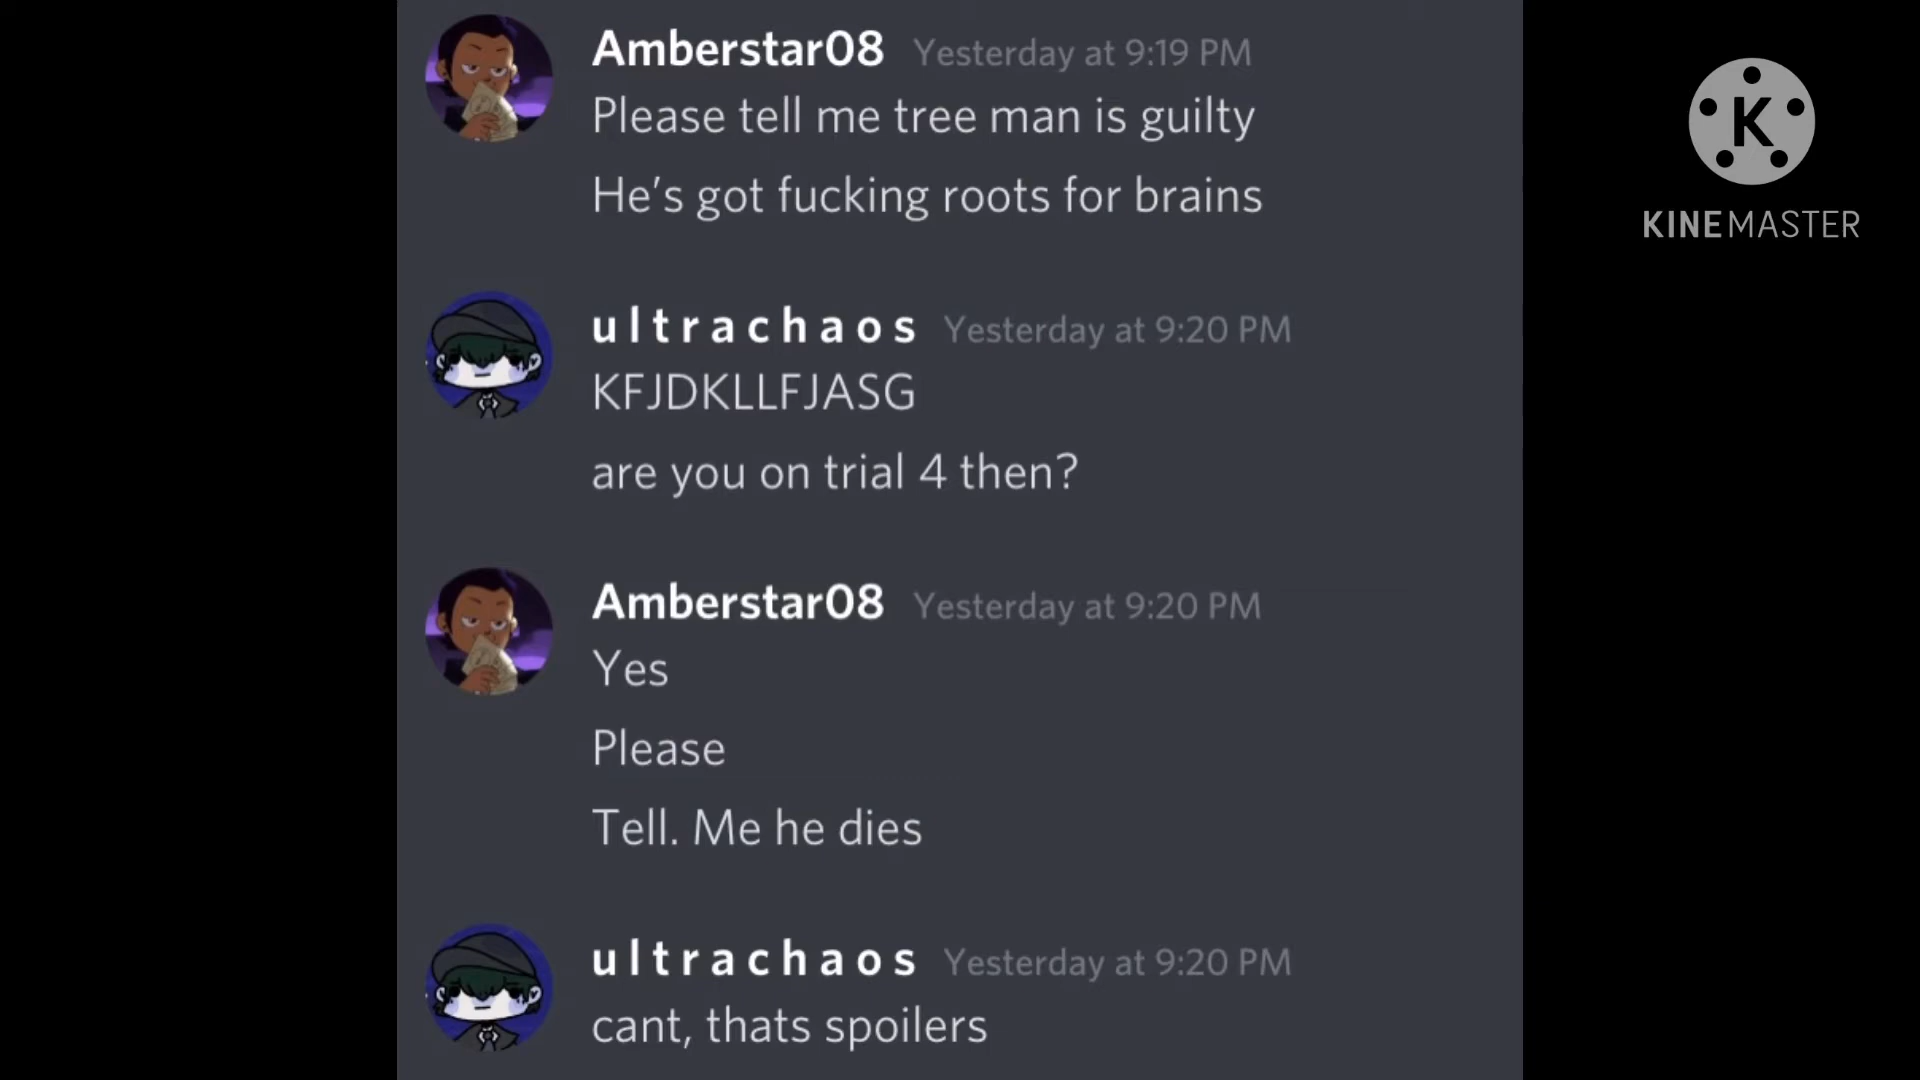 Amberstar08 Yesterday at 9:19 PM
Please tell me tree man is guilty
He's got fucking roots for brains
ultrachaos Yesterday at 9:20 PM
KFJDKLLFJASG
are you on trial 4 then?
Amberstar08 Yesterday at 9:20 PM
Yes
Please
Tell. Me he dies
ultrachaos Yesterday at 9:20 PM
cant, thats spoilers
K
KINEMASTER